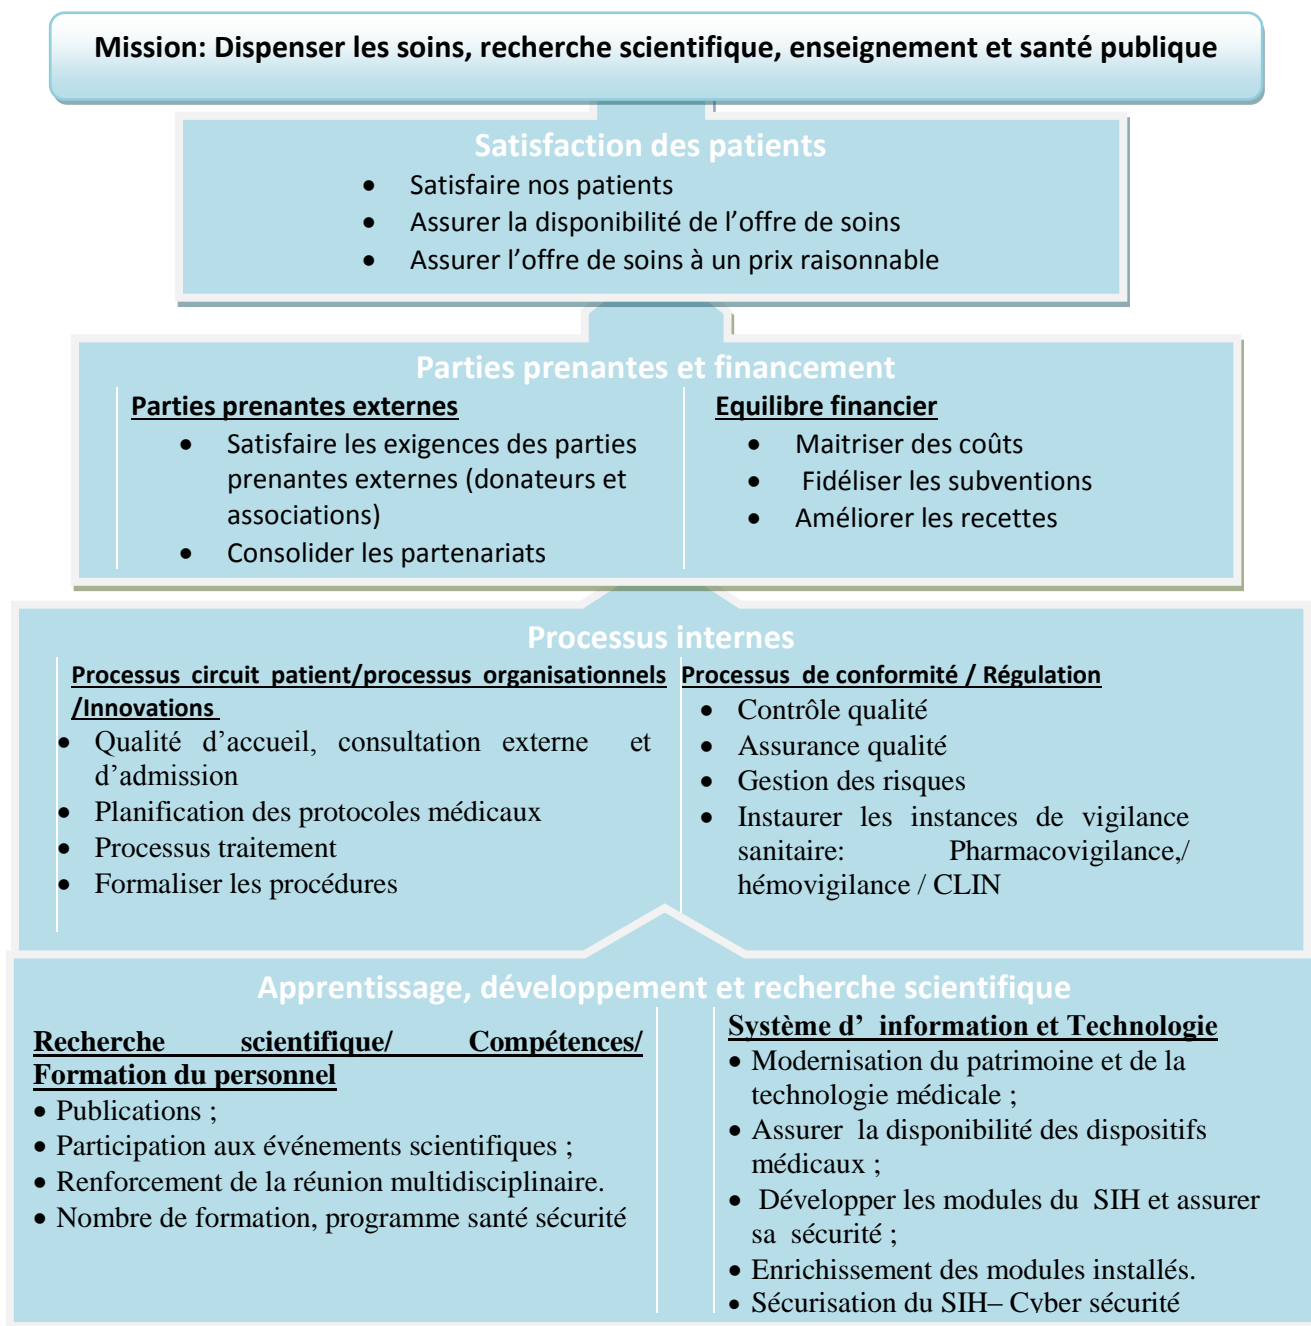 Mission: Dispenser les soins, recherche scientifique, enseignement et santé publique
Satisfaction des patients
• Satisfaire nos patients
• Assurer la disponibilité de l’offre de soins
• Assurer l’offre de soins à un prix raisonnable
Parties prenantes et financement
Parties prenantes externes
• Satisfaire les exigences des parties
prenantes externes (donateurs et
associations)
• Consolider les partenariats
Equilibre financier
• Maitriser des coûts
• Fidéliser les subventions
• Améliorer les recettes
Processus internes
Processus circuit patient/processus organisationnels
/Innovations
• Qualité d’accueil, consultation externe et
d’admission
• Planification des protocoles médicaux
• Processus traitement
• Formaliser les procédures
Processus de conformité / Régulation
• Contrôle qualité
• Assurance qualité
• Gestion des risques
• Instaurer les instances de vigilance
sanitaire: Pharmacovigilance,/
hémovigilance / CLIN
Apprentissage, développement et recherche scientifique
Recherche scientifique/ Compétences/
Formation du personnel
• Publications ;
• Participation aux événements scientifiques ;
• Renforcement de la réunion multidisciplinaire.
• Nombre de formation, programme santé sécurité
Système d’ information et Technologie
• Modernisation du patrimoine et de la
technologie médicale ;
• Assurer la disponibilité des dispositifs
médicaux ;
• Développer les modules du SIH et assurer
sa sécurité ;
• Enrichissement des modules installés.
• Sécurisation du SIH– Cyber sécurité